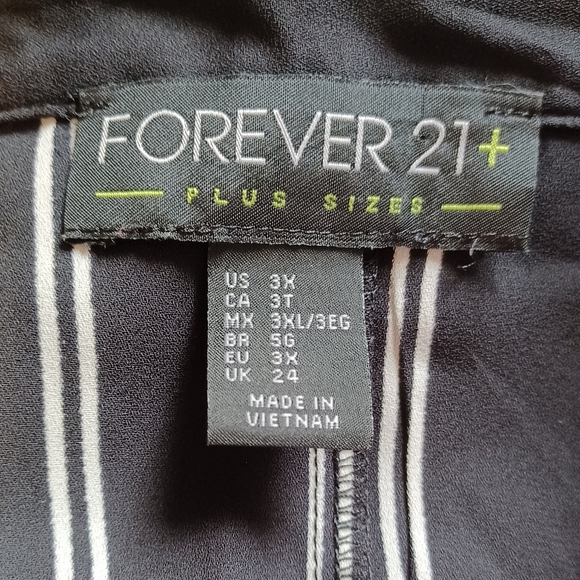 FOREVER 21+
PLUS SIZES
US 3X
CA 3T
MX 3XL/3EG
BR 5G
EU 3X
UK 24
MADE IN
VIETNAM